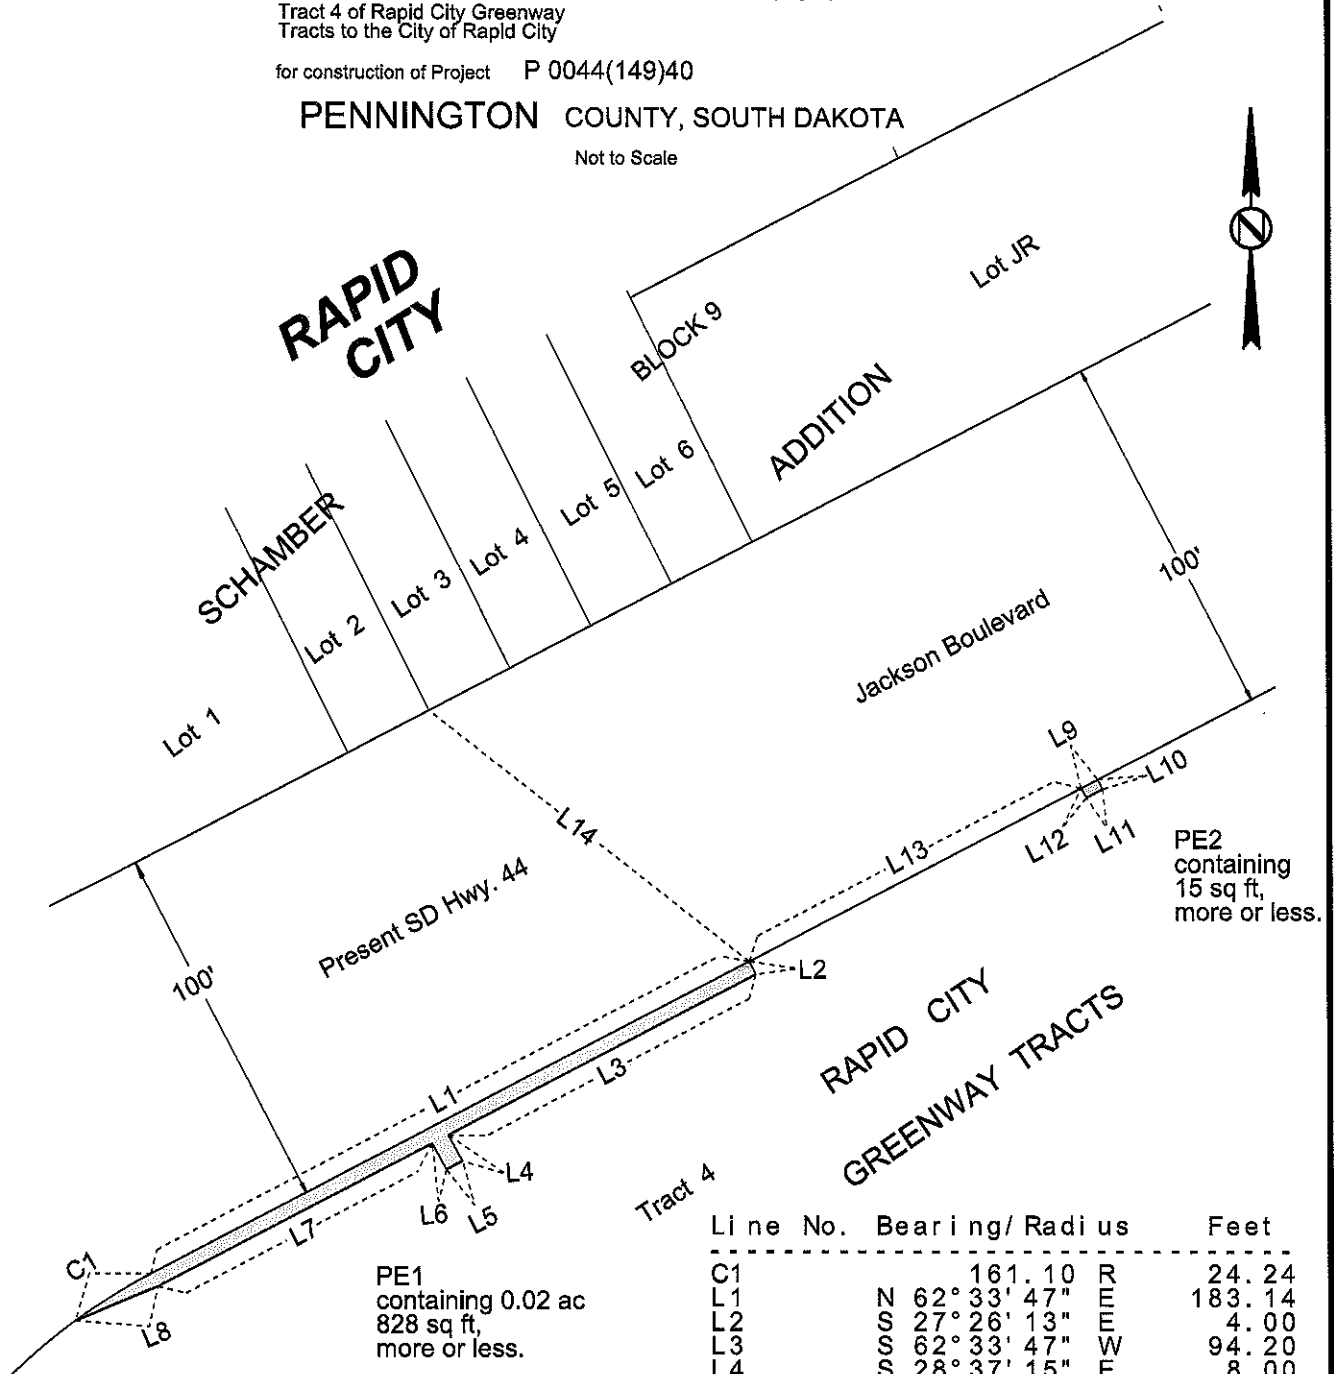 Tract 4 of Rapid City Greenway
Tracts to the City of Rapid City
for construction of Project P 0044(149)40
PENNINGTON COUNTY, SOUTH DAKOTA
Not to Scale
N
RAPID
CITY
BLOCK 9
Lot JR
ADDITION
SCHAMBER
Lot 1
Lot 2
Lot 3
Lot 4
Lot 5
Lot 6
100'
Jackson Boulevard
L9
L10
L14
L13
L12
L11
PE2
containing
15 sq ft,
more or less.
Present SD Hwy. 44
100'
L2
L1
L3
RAPID CITY
GREENWAY TRACTS
Tract 4
L4
L6
L5
L7
C1
L8
PE1
containing 0.02 ac
828 sq ft,
more or less.
Line No. Bearing/Radius Feet
C1 161.10 R 24.24
L1 N 62°33'47" E 183.14
L2 S 27°26'13" E 4.00
L3 S 62°33'47" W 94.20
L4 S 28°37'15" E 8.00